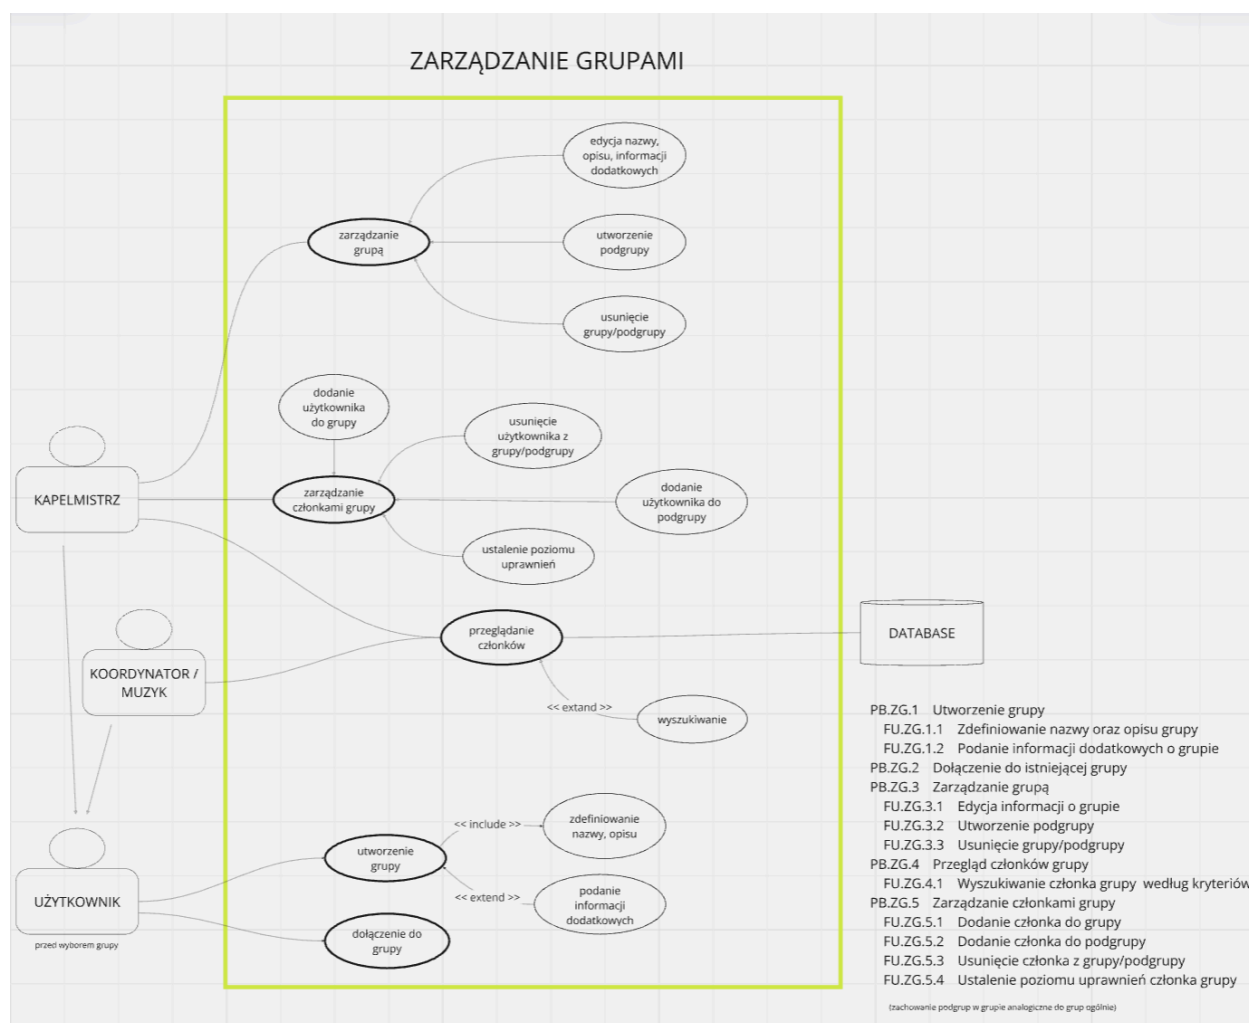 ZARZĄDZANIE GRUPAMI
edycja nazwy,
opisu, informacji
dodatkowych
zarządzanie
grupą
utworzenie
podgrupy
usunięcie
grupy/podgrupy
dodanie
użytkownika
do grupy
usunięcie
użytkownika z
grupy/podgrupy
KAPELMISTRZ
zarządzanie
członkami grupy
dodanie
użytkownika do
podgrupy
ustalenie poziomu
uprawnień
przeglądanie
członków
DATABASE
KOORDYNATOR /
MUZYK
<< extand >>
wyszukiwanie
<< include >>
zdefiniowanie
nazwy, opisu
utworzenie
grupy
<< extend >>
podanie
informacji
dodatkowych
UŻYTKOWNIK
przed wyborem grupy
dołączenie do
grupy
PB.ZG.1 Utworzenie grupy
FU.ZG.1.1 Zdefiniowanie nazwy oraz opisu grupy
FU.ZG.1.2 Podanie informacji dodatkowych o grupie
PB.ZG.2 Dołączenie do istniejącej grupy
PB.ZG.3 Zarządzanie grupą
FU.ZG.3.1 Edycja informacji o grupie
FU.ZG.3.2 Utworzenie podgrupy
FU.ZG.3.3 Usunięcie grupy/podgrupy
PB.ZG.4 Przegląd członków grupy
FU.ZG.4.1 Wyszukiwanie członka grupy według kryteriów
PB.ZG.5 Zarządzanie członkami grupy
FU.ZG.5.1 Dodanie członka do grupy
FU.ZG.5.2 Dodanie członka do podgrupy
FU.ZG.5.3 Usunięcie członka z grupy/podgrupy
FU.ZG.5.4 Ustalenie poziomu uprawnień członka grupy
(zachowanie podgrup w grupie analogiczne do grup ogólnie)